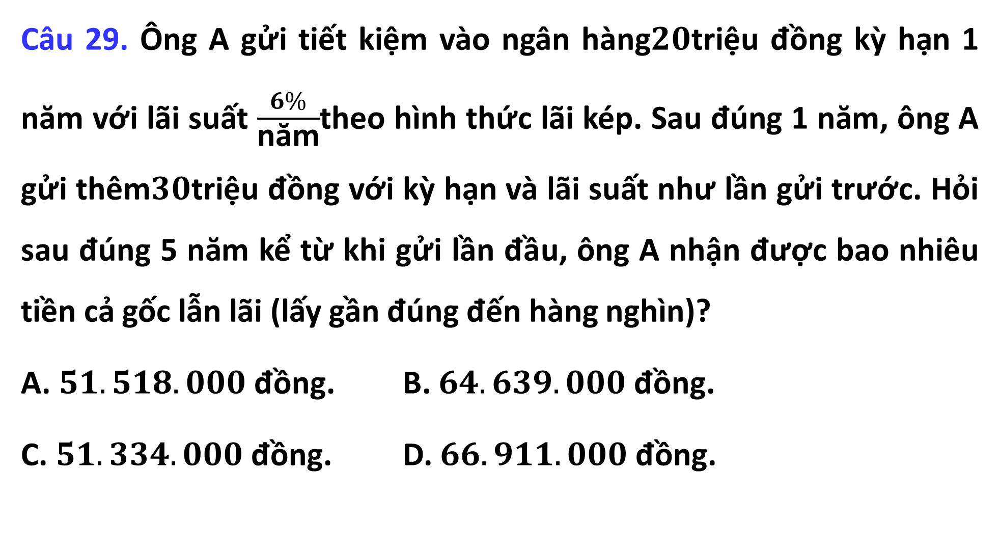 Câu 29. Ông A gửi tiết kiệm vào ngân hàng20triệu đồng kỳ hạn 1
năm với lãi suất 6%/năm theo hình thức lãi kép. Sau đúng 1 năm, ông A
gửi thêm30triệu đồng với kỳ hạn và lãi suất như lần gửi trước. Hỏi
sau đúng 5 năm kể từ khi gửi lần đầu, ông A nhận được bao nhiêu
tiền cả gốc lẫn lãi (lấy gần đúng đến hàng nghìn)?
A. 51.518.000 đồng. B. 64.639.000 đồng.
C. 51.334.000 đồng. D. 66.911.000 đồng.